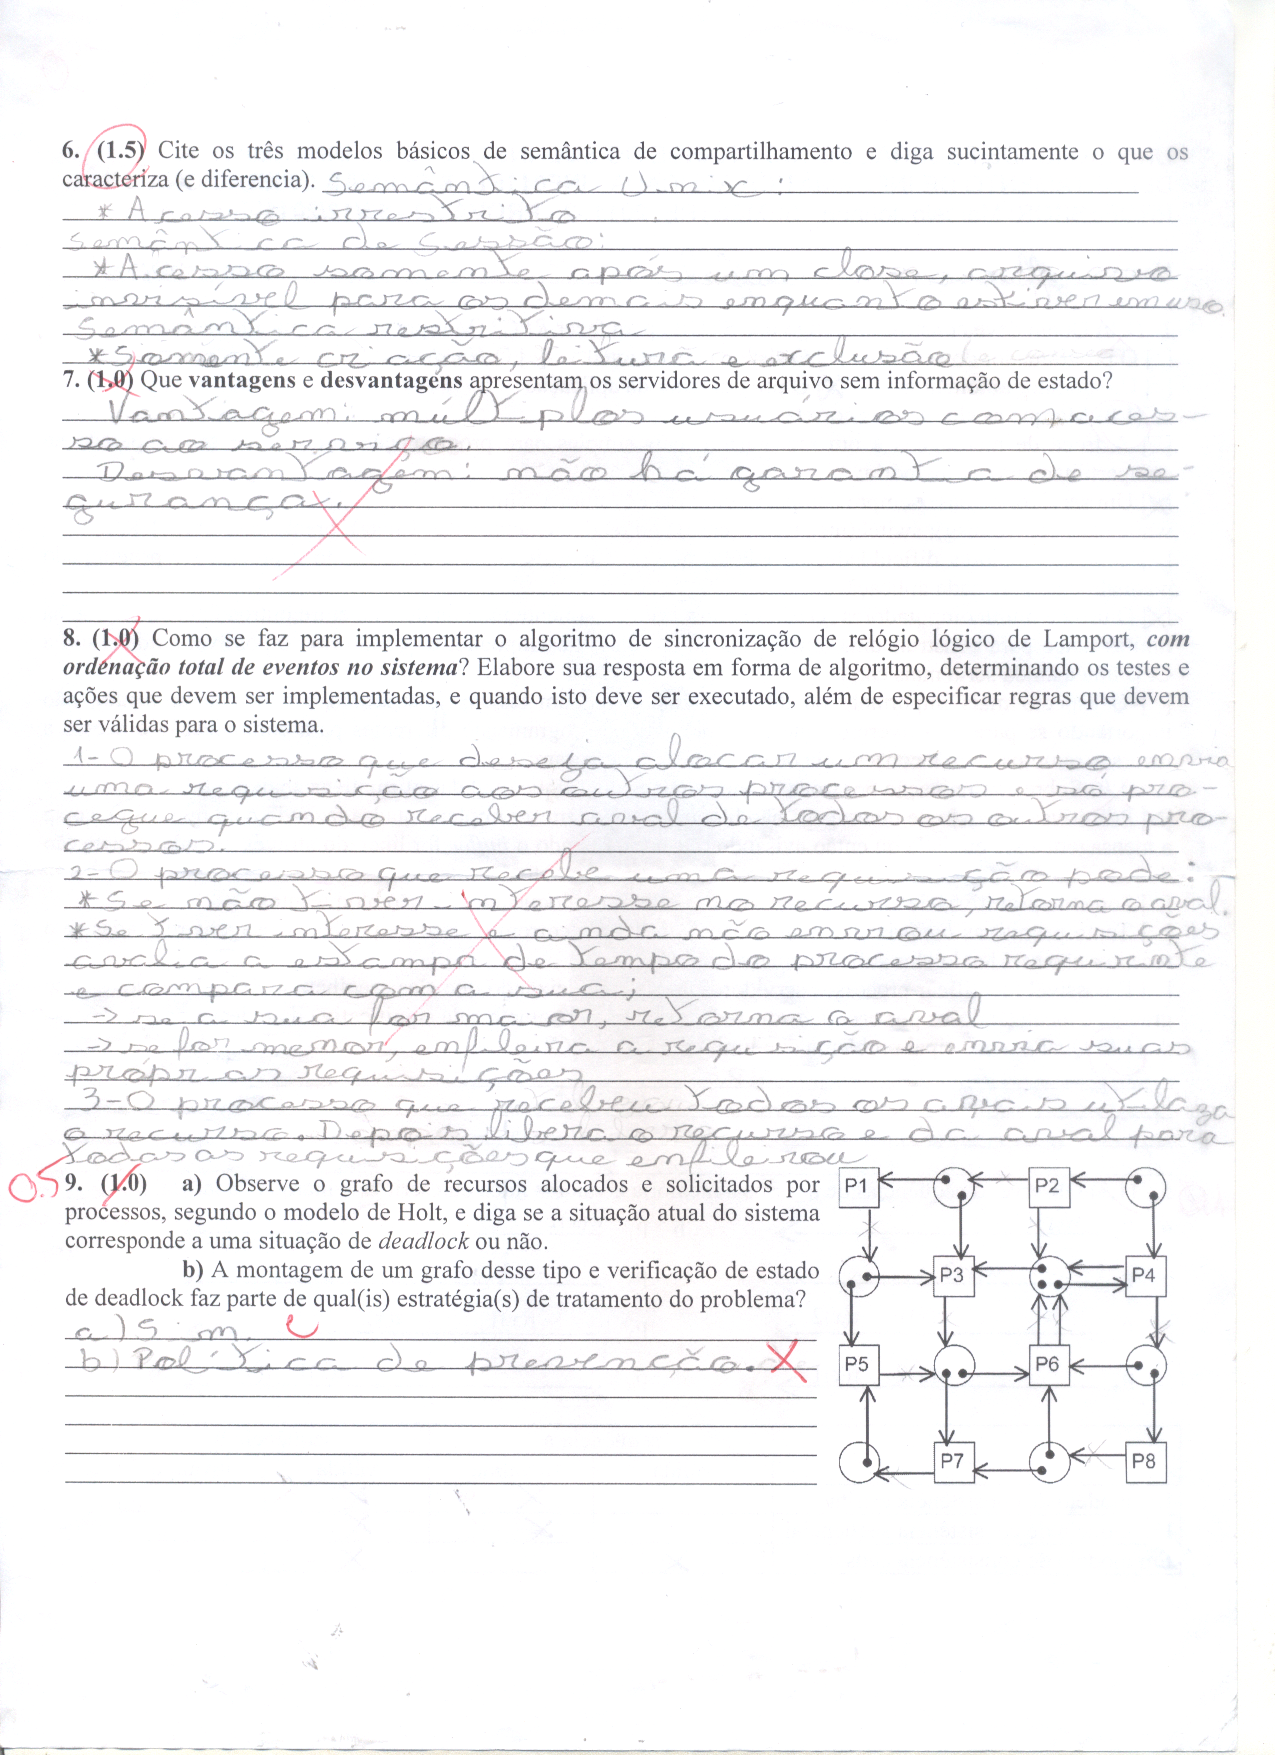 6. (1.5) Cite os três modelos básicos de semântica de compartilhamento e diga sucintamente o que os
caracteriza (e diferencia). Semântica Unix:
* Acesso irrestrito
Semântica de Sessão:
* Acesso somente após um close, arquivo
invisível para os demais enquanto estiver em uso
Semântica restritiva
* Somente criação, leitura e exclusão
7. (1.0) Que vantagens e desvantagens apresentam os servidores de arquivo sem informação de estado?
Vantagem: múltiplos usuários com aces-
so ao serviço.
Desvantagem: não há garantia de se-
gurança.
8. (1.0) Como se faz para implementar o algoritmo de sincronização de relógio lógico de Lamport, com
ordenação total de eventos no sistema? Elabore sua resposta em forma de algoritmo, determinando os testes e
ações que devem ser implementadas, e quando isto deve ser executado, além de especificar regras que devem
ser válidas para o sistema.
1- O processo que deseja alocar um recurso envia
uma requisição aos outros processos e só pro-
cegue quando receber aval de todos os outros pro-
cessos.
2- O processo que recebe uma requisição pode:
* Se não tiver interesse no recurso, retorna o aval.
* Se tiver interesse e ainda não enviou requisições
avalia a estampa de tempo do processo requirinte
e compara com a sua;
-> se a sua for maior, retorna o aval
-> se for menor, enfileira a requisição e envia suas
próprias requisições
3- O processo que recebeu todos os avais utiliza
o recurso. Depois libera o recurso e da aval para
todas as requisições que enfileirou
0.5 9. (1.0) a) Observe o grafo de recursos alocados e solicitados por
processos, segundo o modelo de Holt, e diga se a situação atual do sistema
corresponde a uma situação de deadlock ou não.
b) A montagem de um grafo desse tipo e verificação de estado
de deadlock faz parte de qual(is) estratégia(s) de tratamento do problema?
a) Sim. C
b) Política de prevenção. X
P1 P2
P3 P4
P5 P6
P7 P8